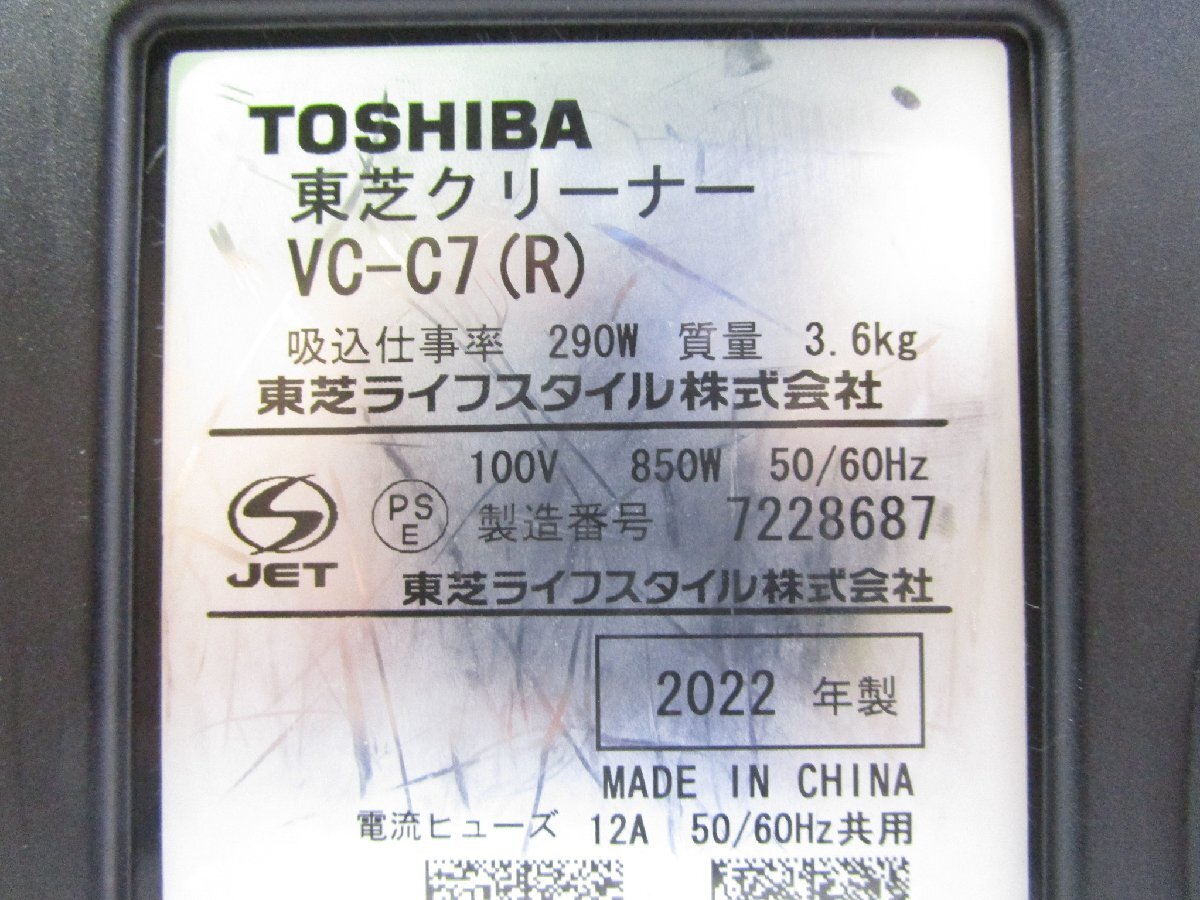 TOSHIBA
東芝クリーナー
VC-C7(R)
吸込仕事率 290W 質量 3.6kg
東芝ライフスタイル株式会社
100V 850W 50/60Hz
JET
PS
E
製造番号 7228687
東芝ライフスタイル株式会社
2022 年製
MADE IN CHINA
電流ヒューズ 12A 50/60Hz共用